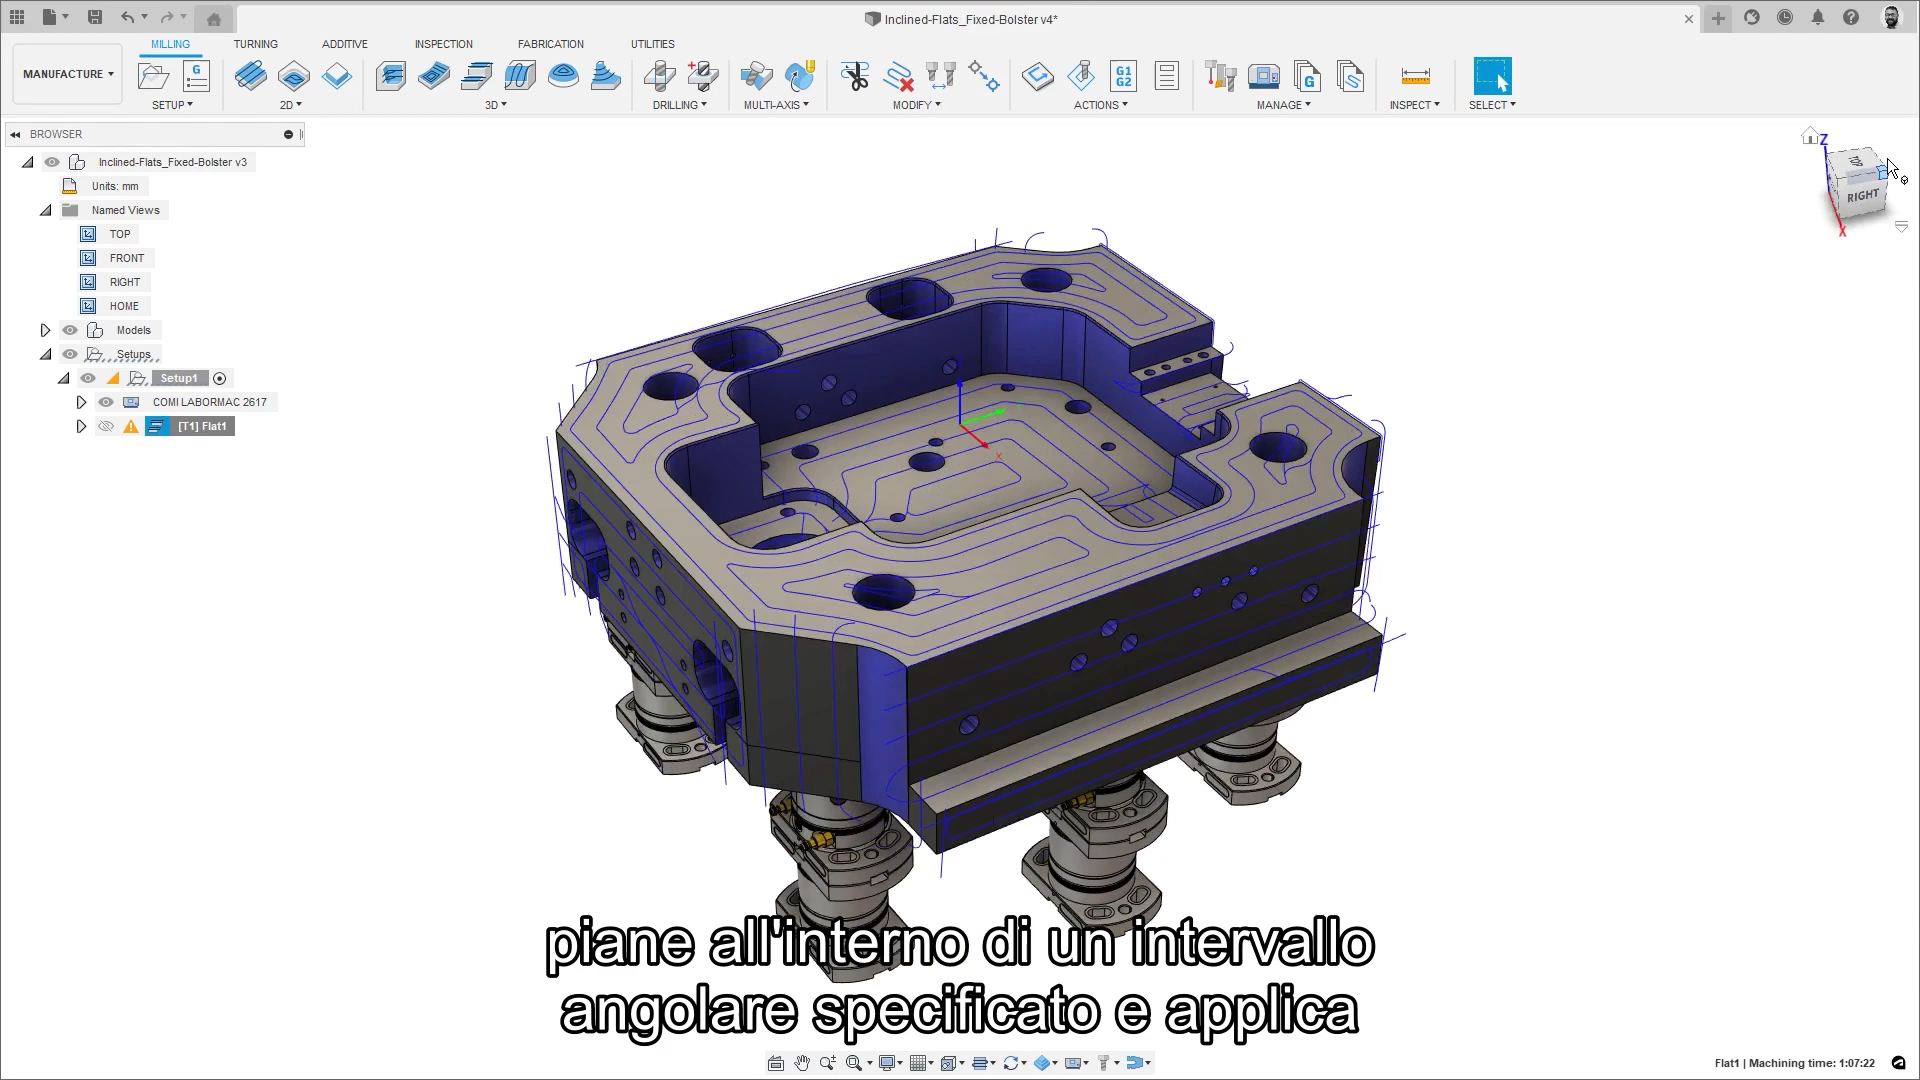 Inclined-Flats_Fixed-Bolster v4*
MANUFACTURE
MILLING
TURNING
ADDITIVE
INSPECTION
FABRICATION
UTILITIES
G
G1
G2
G
SETUP
2D
3D
DRILLING
MULTI-AXIS
MODIFY
ACTIONS
MANAGE
INSPECT
SELECT
BROWSER
Inclined-Flats_Fixed-Bolster v3
Units: mm
Named Views
TOP
FRONT
RIGHT
HOME
Models
Setups
Setup1
COMI LABORMAC 2617
[T1] Flat1
Z
TOP
RIGHT
X
X
piane all'interno di un intervallo
angolare specificato e applica
Flat1 | Machining time: 1:07:22